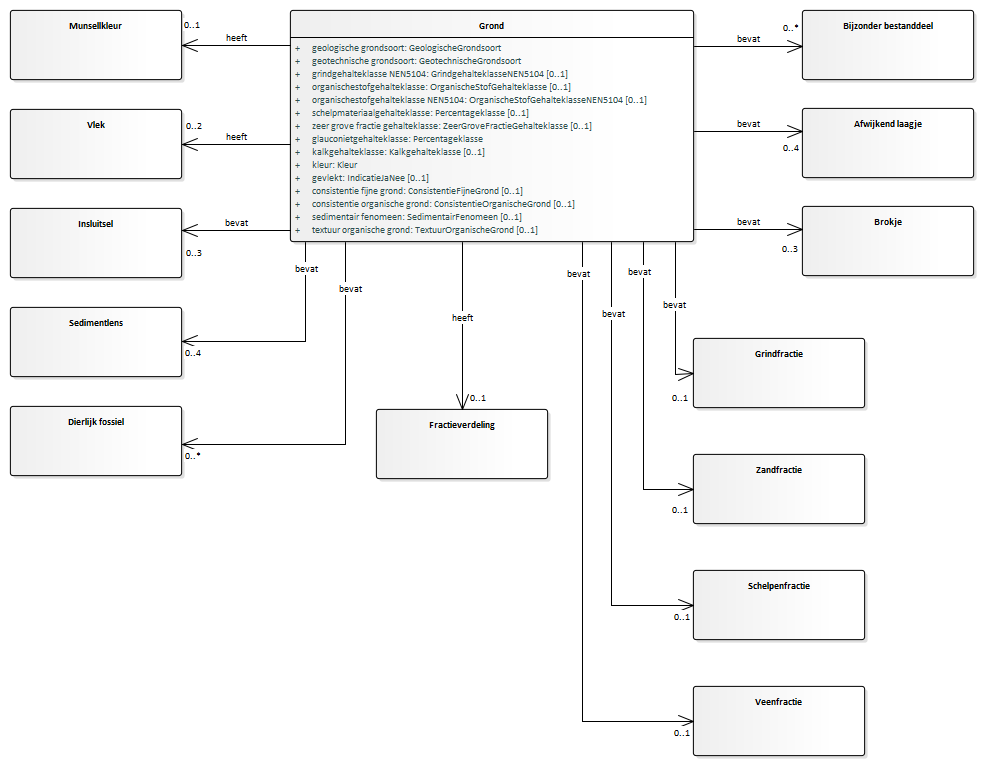 Munsellkleur
0..1
heeft
Grond
+ geologische grondsoort: GeologischeGrondsoort
+ geotechnische grondsoort: GeotechnischeGrondsoort
+ grindgehalteklasse NEN5104: GrindgehalteklasseNEN5104 [0..1]
+ organischestofgehalteklasse: OrganischeStofGehalteklasse [0..1]
+ organischestofgehalteklasse NEN5104: OrganischeStofGehalteklasseNEN5104 [0..1]
+ schelpmateriaalgehalteklasse: Percentageklasse [0..1]
+ zeer grove fractie gehalteklasse: ZeerGroveFractieGehalteklasse [0..1]
+ glauconietgehalteklasse: Percentageklasse
+ kalkgehalteklasse: Kalkgehalteklasse [0..1]
+ kleur: Kleur
+ gevlekt: IndicatieJaNee [0..1]
+ consistentie fijne grond: ConsistentieFijneGrond [0..1]
+ consistentie organische grond: ConsistentieOrganischeGrond [0..1]
+ sedimentair fenomeen: SedimentairFenomeen [0..1]
+ textuur organische grond: TextuurOrganischeGrond [0..1]
bevat
0..*
Bijzonder bestanddeel
Vlek
0..2
heeft
bevat
0..4
Afwijkend laagje
Insluitsel
bevat
0..3
bevat
0..3
Brokje
Sedimentlens
bevat
0..4
Dierlijk fossiel
bevat
0..*
heeft
0..1
Fractieverdeling
bevat
0..1
Grindfractie
bevat
0..1
Zandfractie
bevat
0..1
Schelpenfractie
bevat
0..1
Veenfractie